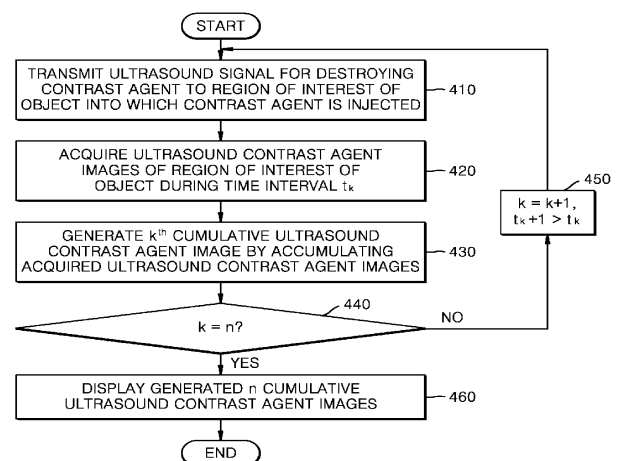 START
TRANSMIT ULTRASOUND SIGNAL FOR DESTROYING
CONTRAST AGENT TO REGION OF INTEREST OF
OBJECT INTO WHICH CONTRAST AGENT IS INJECTED
410
ACQUIRE ULTRASOUND CONTRAST AGENT
IMAGES OF REGION OF INTEREST OF
OBJECT DURING TIME INTERVAL tk
420
450
k = k+1,
tk+1 > tk
GENERATE kth CUMULATIVE ULTRASOUND
CONTRAST AGENT IMAGE BY ACCUMULATING
ACQUIRED ULTRASOUND CONTRAST AGENT IMAGES
430
440
k = n?
NO
YES
DISPLAY GENERATED n CUMULATIVE
ULTRASOUND CONTRAST AGENT IMAGES
460
END